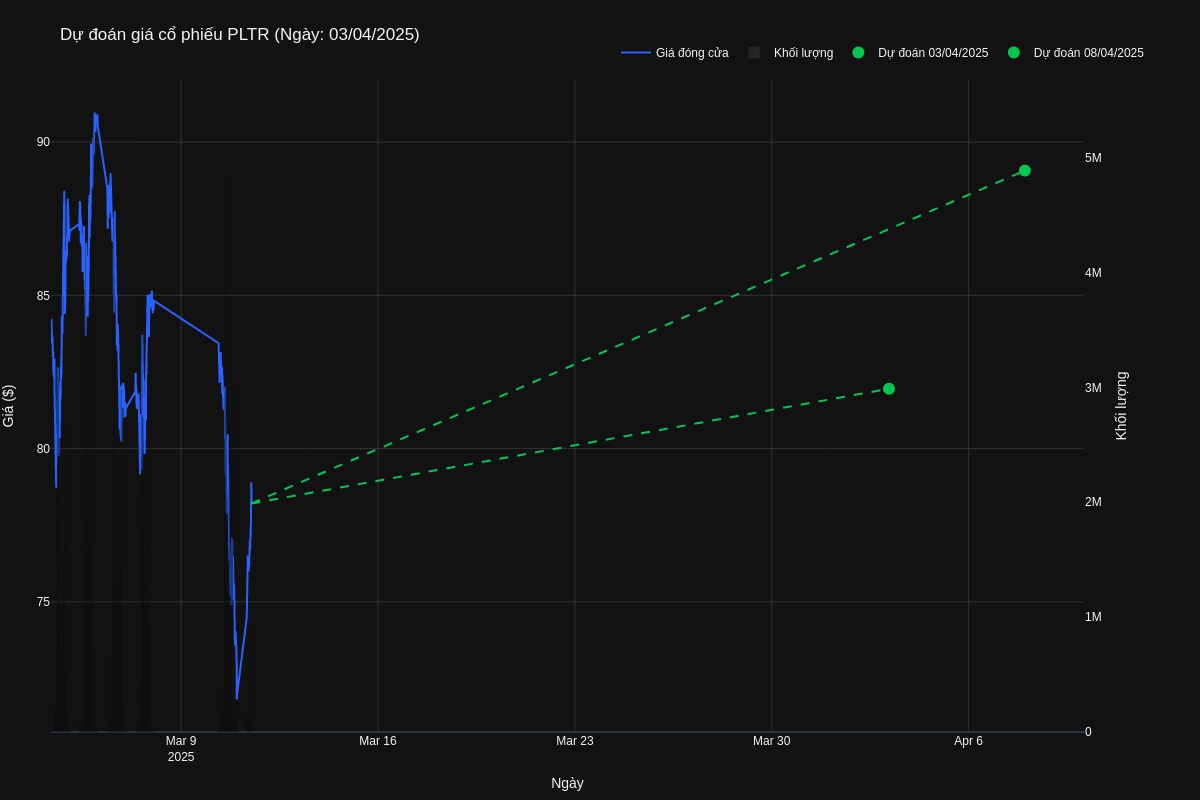 Dự đoán giá cổ phiếu PLTR (Ngày: 03/04/2025)
Giá đóng cửa
Khối lượng
Dự đoán 03/04/2025
Dự đoán 08/04/2025
90
85
80
75
Giá ($)
5M
4M
3M
2M
1M
0
Khối lượng
Mar 9
2025
Mar 16
Mar 23
Mar 30
Apr 6
Ngày